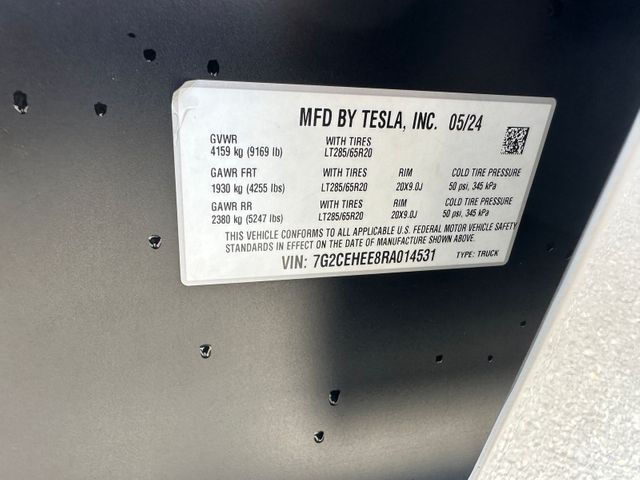 MFD BY TESLA, INC. 05/24
GVWR WITH TIRES
4159 kg (9169 lb) LT285/65R20
GAWR FRT WITH TIRES RIM COLD TIRE PRESSURE
1930 kg (4255 lbs) LT285/65R20 20X9.0J 50 psi, 345 kPa
GAWR RR WITH TIRES RIM COLD TIRE PRESSURE
2380 kg (5247 lbs) LT285/65R20 20X9.0J 50 psi, 345 kPa
THIS VEHICLE CONFORMS TO ALL APPLICABLE U.S. FEDERAL MOTOR VEHICLE SAFETY
STANDARDS IN EFFECT ON THE DATE OF MANUFACTURE SHOWN ABOVE.
VIN: 7G2CEHEE8RA014531 TYPE: TRUCK